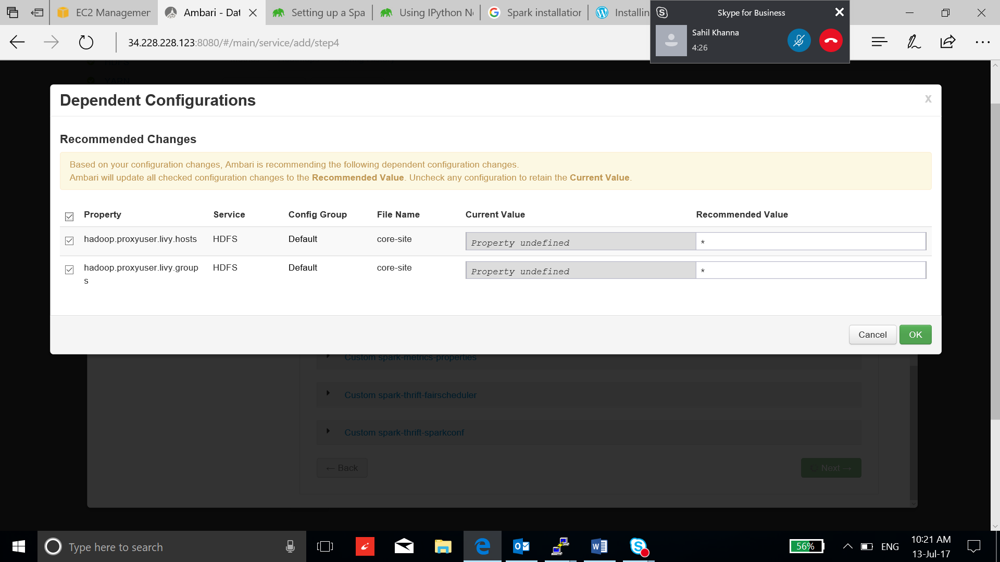 EC2 Managemer
Ambari - Dat
Setting up a Spa
Using IPython N
Spark installation
Installin
Skype for Business
Sahil Khanna
4:26
34.228.228.123:8080/#/main/service/add/step4
YARN
Dependent Configurations
x
Recommended Changes
Based on your configuration changes, Ambari is recommending the following dependent configuration changes.
Ambari will update all checked configuration changes to the Recommended Value. Uncheck any configuration to retain the Current Value.
Property Service Config Group File Name Current Value Recommended Value
hadoop.proxyuser.livy.hosts HDFS Default core-site Property undefined *
hadoop.proxyuser.livy.group HDFS Default core-site Property undefined *
s
Cancel OK
Custom spark-metrics-properties
Custom spark-thrift-fairscheduler
Custom spark-thrift-sparkconf
← Back
Next →
Type here to search
56%
ENG
10:21 AM
13-Jul-17